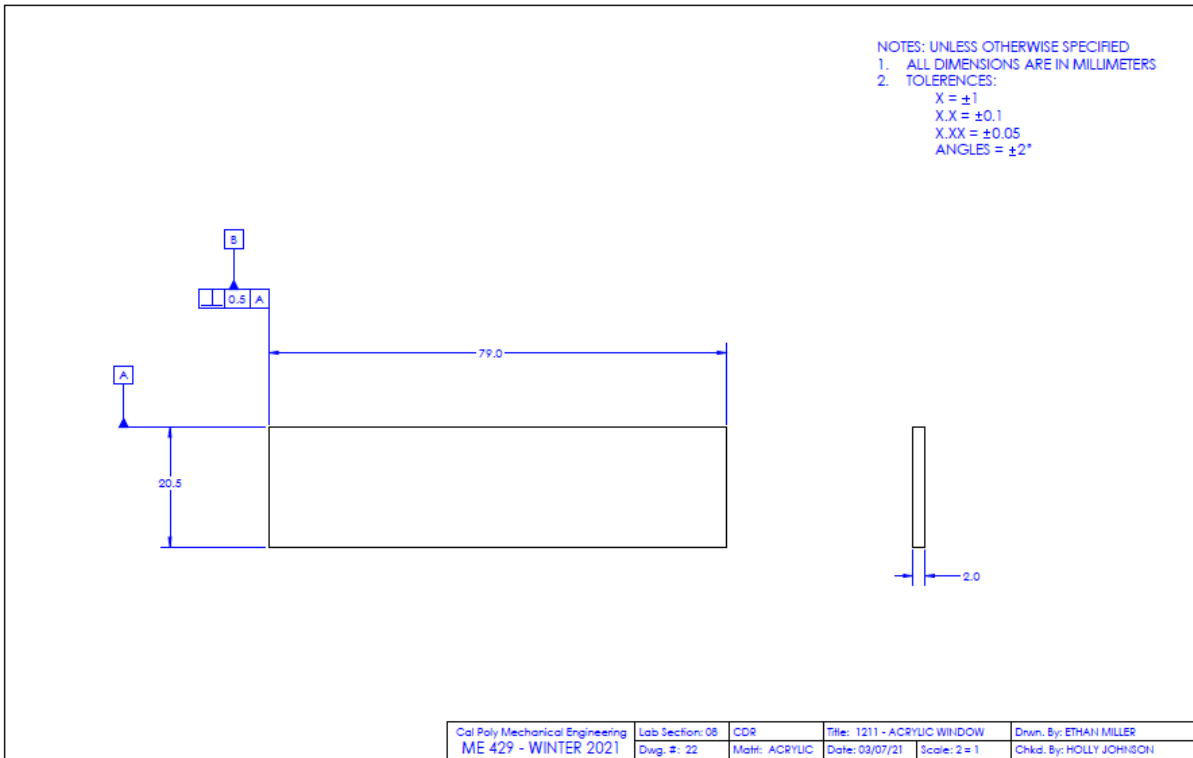 NOTES: UNLESS OTHERWISE SPECIFIED
1. ALL DIMENSIONS ARE IN MILLIMETERS
2. TOLERENCES:
X = ±1
X.X = ±0.1
X.XX = ±0.05
ANGLES = ±2°
B
0.5 A
79.0
A
20.5
2.0
Cal Poly Mechanical Engineering
ME 429 - WINTER 2021
Lab Section: 08
Dwg. #: 22
CDR
Matrl: ACRYLIC
Title: 1211 - ACRYLIC WINDOW
Date: 03/07/21
Scale: 2 = 1
Drwn. By: ETHAN MILLER
Chkd. By: HOLLY JOHNSON